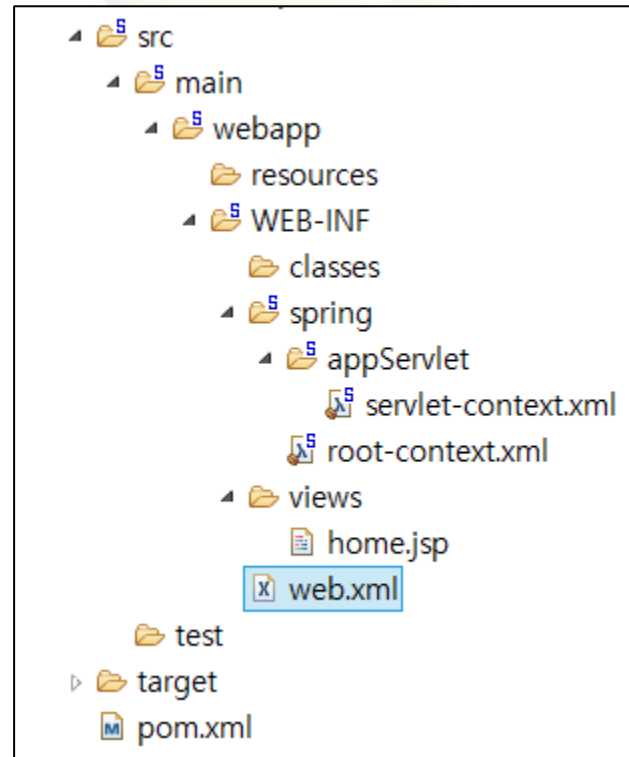 src
main
webapp
resources
WEB-INF
classes
spring
appServlet
servlet-context.xml
root-context.xml
views
home.jsp
web.xml
test
target
pom.xml